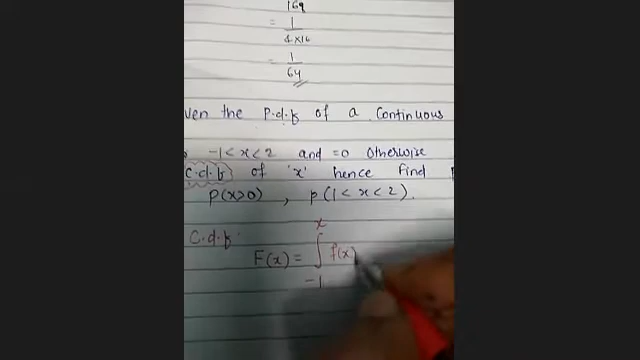 169
= 1
4×16
= 1
64
ven the P.d.f of a Continuous
-1 < x < 2 and =0 Otherwise
C.d.f of 'x' hence find
p(x>0) , p(1 < x < 2).
C.d.f.
F(x) = ∫ f(x)
x
-1